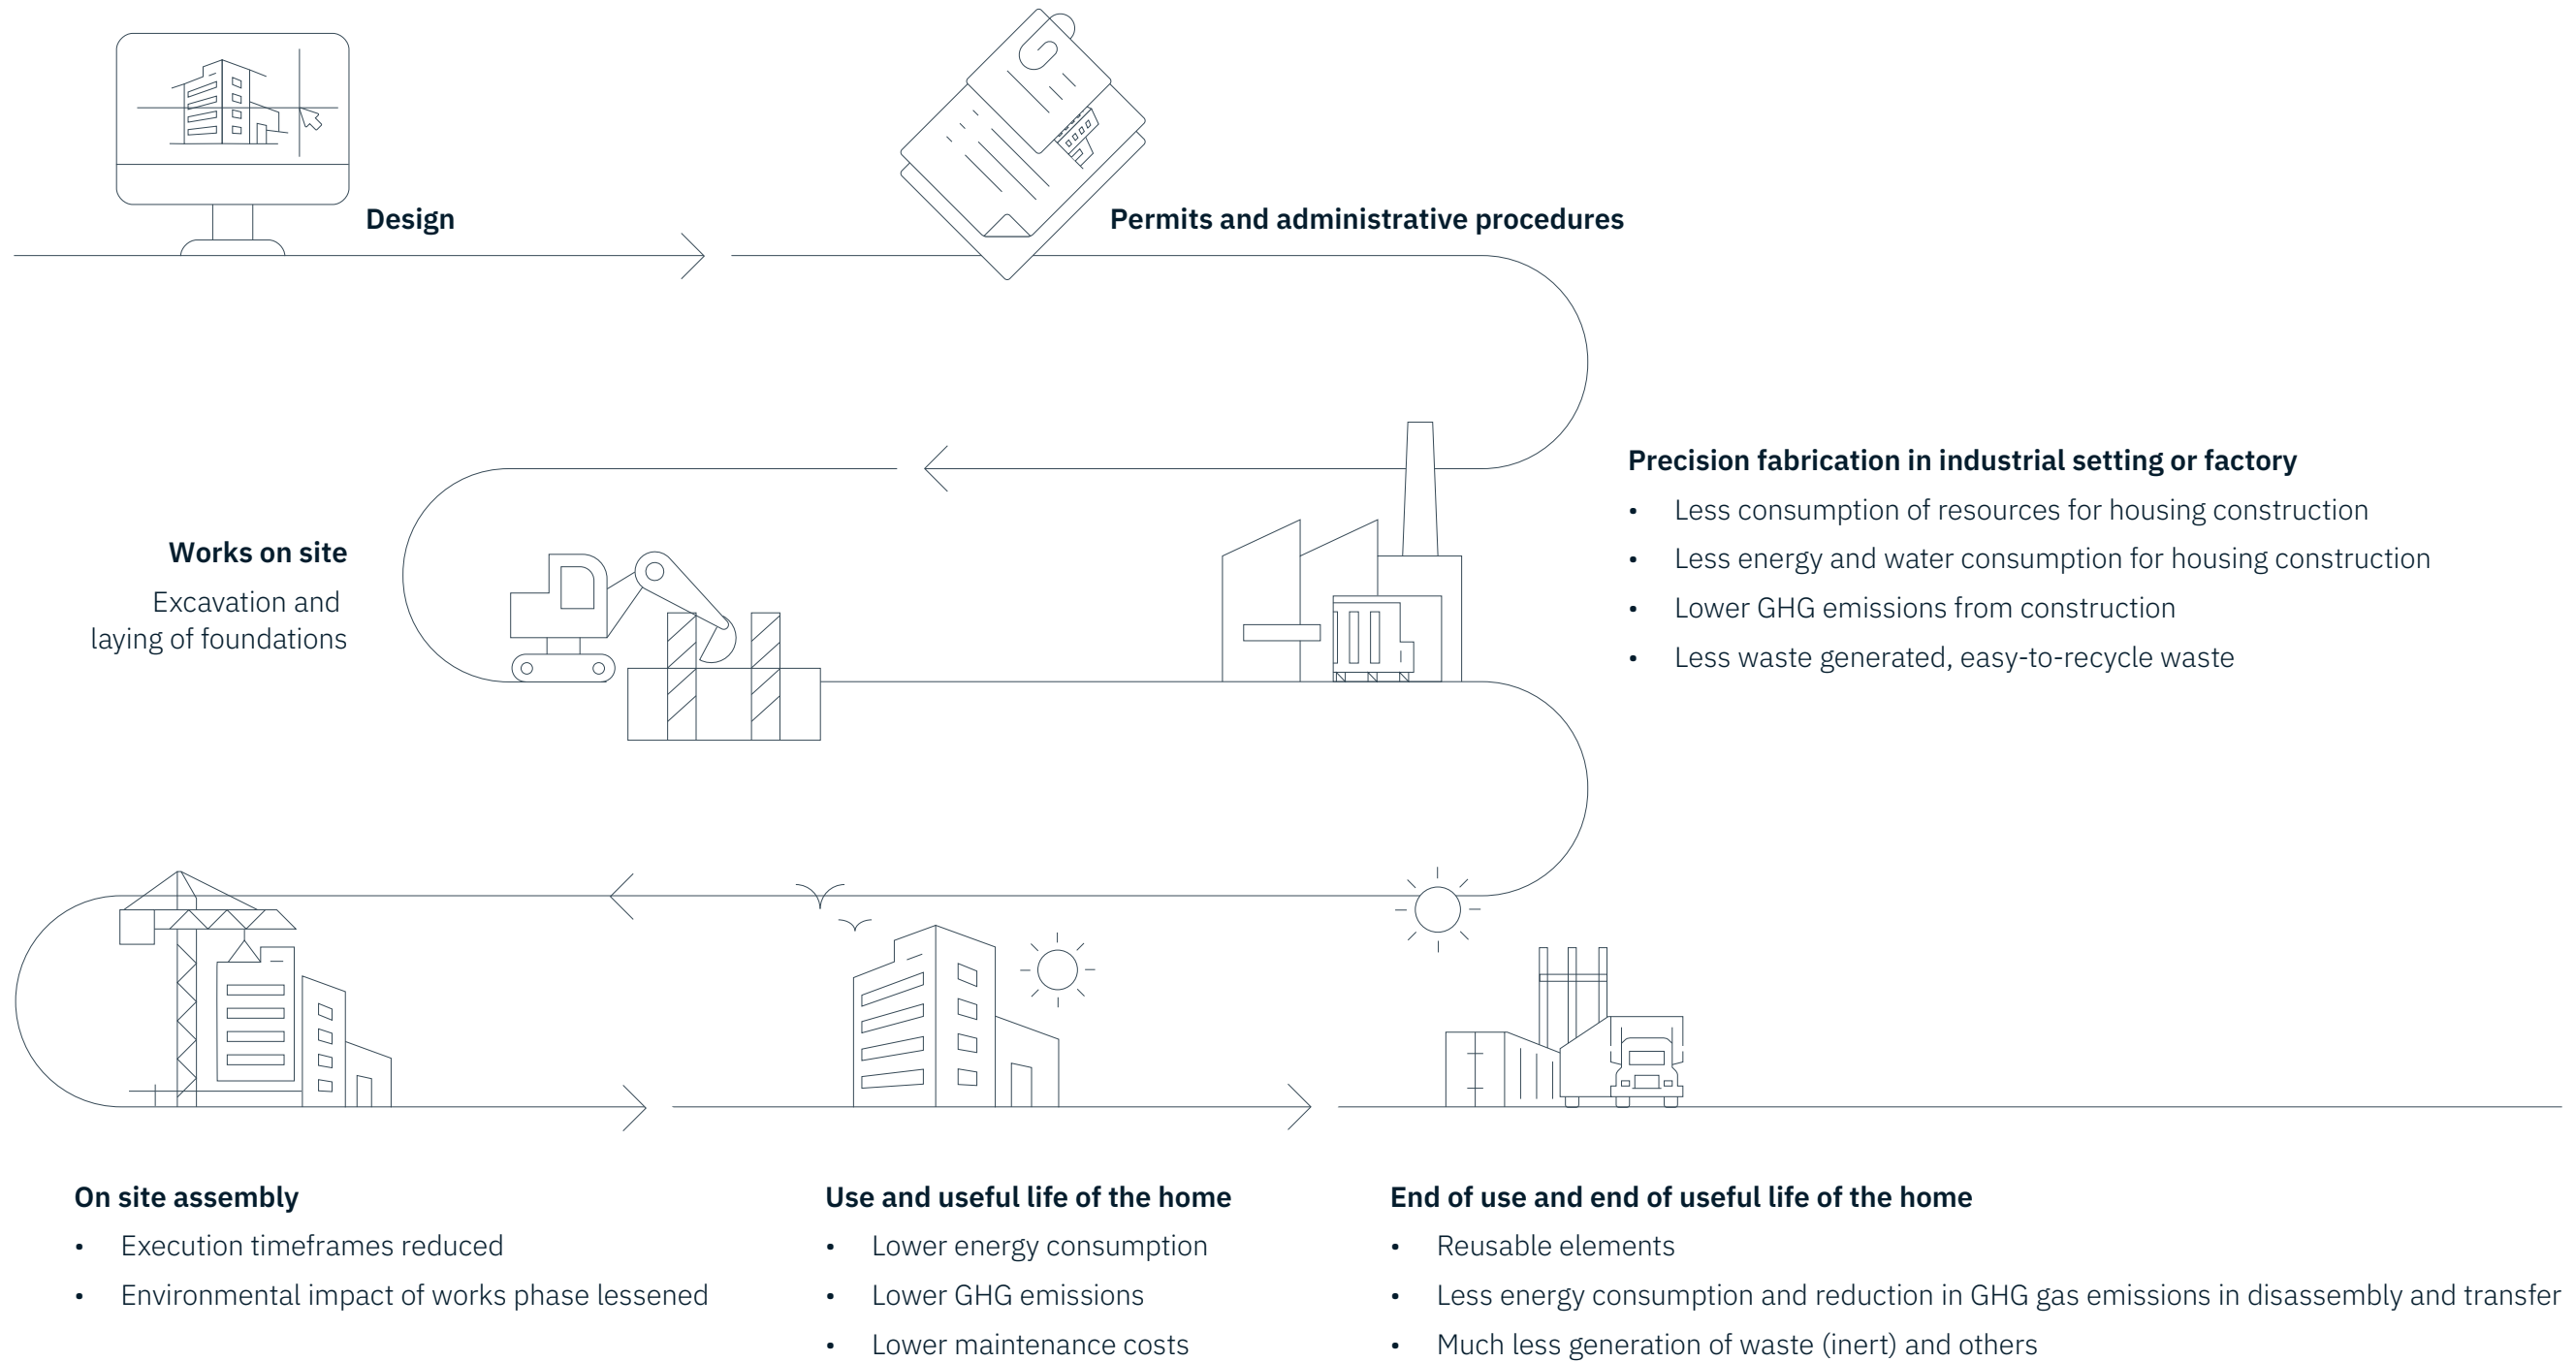 Design
Permits and administrative procedures
Precision fabrication in industrial setting or factory
• Less consumption of resources for housing construction
• Less energy and water consumption for housing construction
• Lower GHG emissions from construction
• Less waste generated, easy-to-recycle waste
Works on site
Excavation and
laying of foundations
On site assembly
• Execution timeframes reduced
• Environmental impact of works phase lessened
Use and useful life of the home
• Lower energy consumption
• Lower GHG emissions
• Lower maintenance costs
End of use and end of useful life of the home
• Reusable elements
• Less energy consumption and reduction in GHG gas emissions in disassembly and transfer
• Much less generation of waste (inert) and others